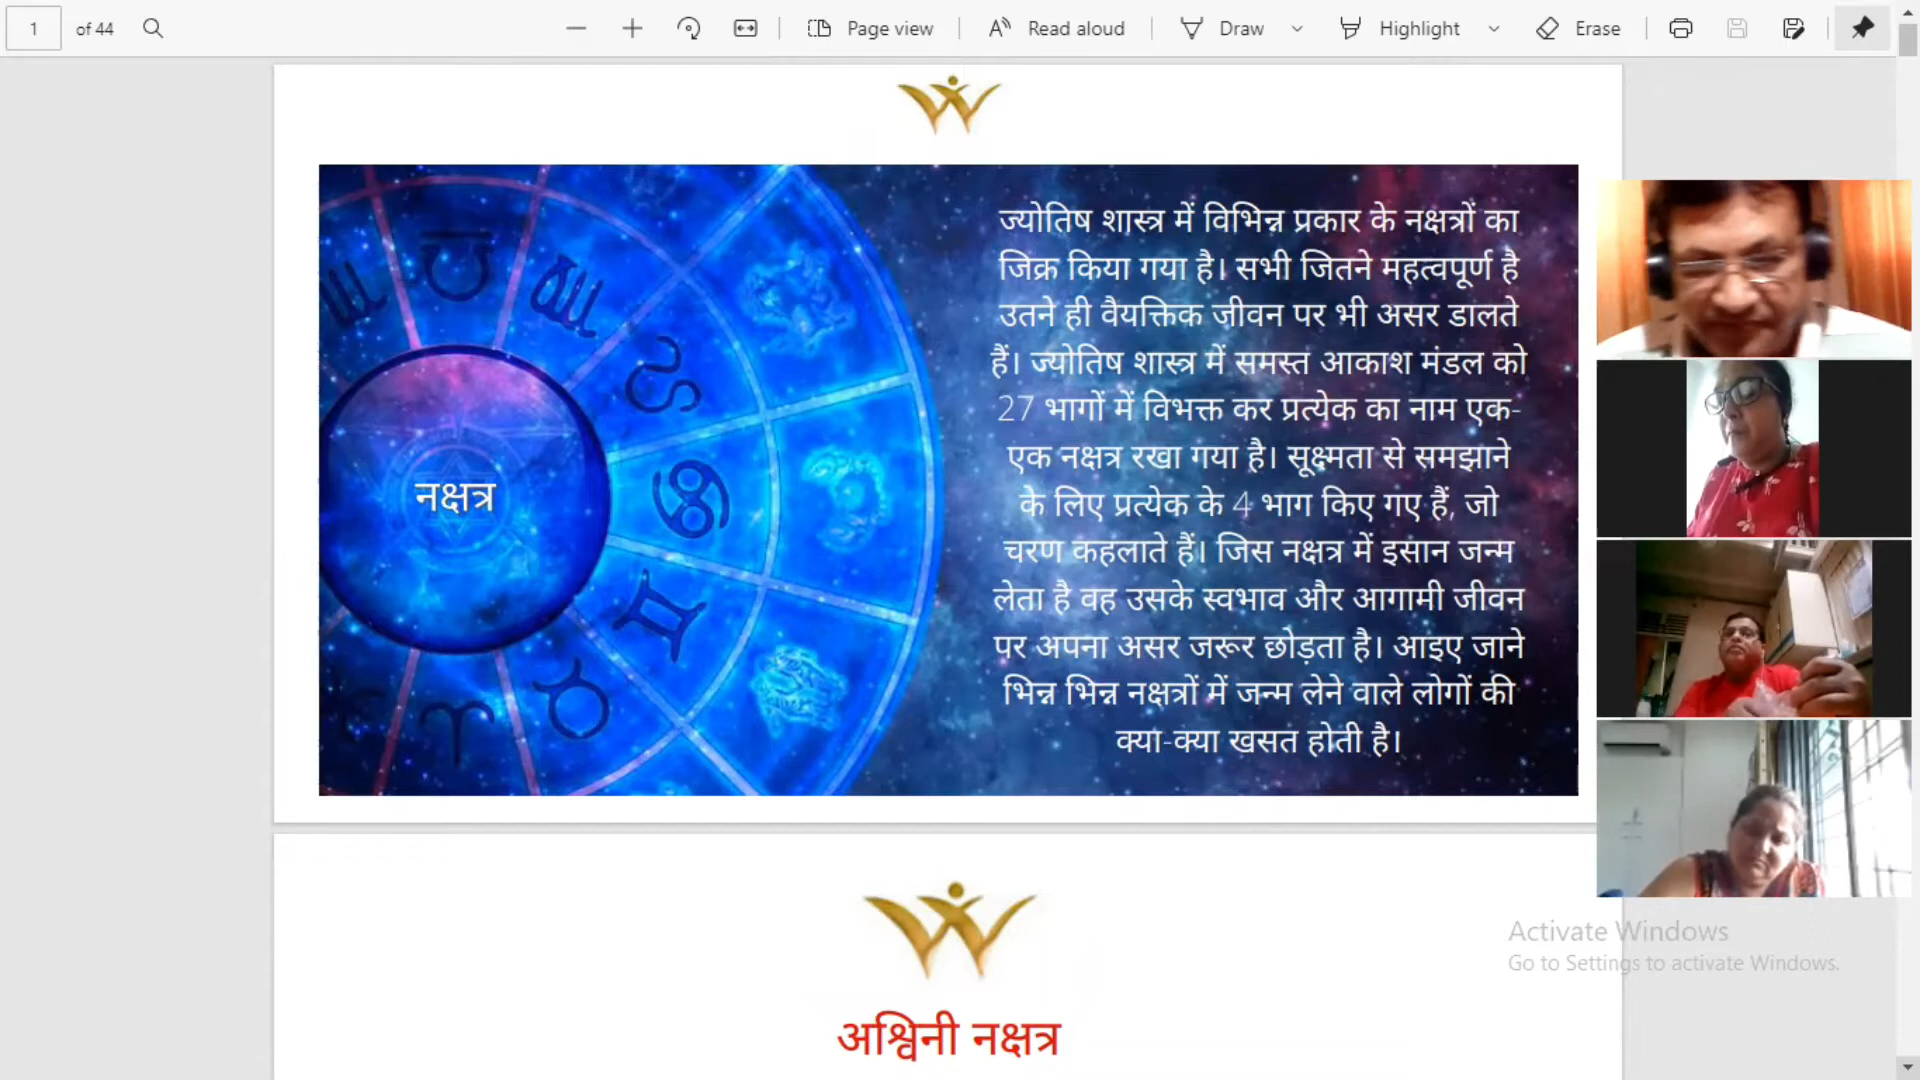 1 of 44 Page view Read aloud Draw Highlight Erase
ज्योतिष शास्त्र में विभिन्न प्रकार के नक्षत्रों का
जिक्र किया गया है। सभी जितने महत्वपूर्ण है
उतने ही वैयक्तिक जीवन पर भी असर डालते
हैं। ज्योतिष शास्त्र में समस्त आकाश मंडल को
27 भागों में विभक्त कर प्रत्येक का नाम एक-
एक नक्षत्र रखा गया है। सूक्ष्मता से समझाने
के लिए प्रत्येक के 4 भाग किए गए हैं, जो
चरण कहलाते हैं। जिस नक्षत्र में इसान जन्म
लेता है वह उसके स्वभाव और आगामी जीवन
पर अपना असर जरूर छोड़ता है। आइए जाने
भिन्न भिन्न नक्षत्रों में जन्म लेने वाले लोगों की
क्या-क्या खसत होती है।
नक्षत्र
Activate Windows
Go to Settings to activate Windows.
अश्विनी नक्षत्र